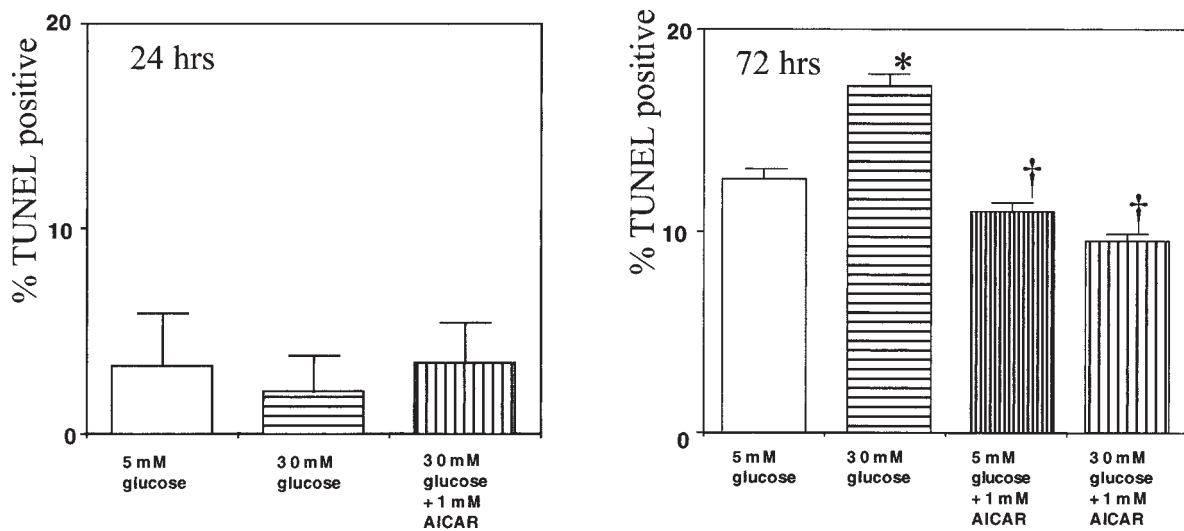 20
24 hrs
% TUNEL positive
10
0
5 mM
glucose
30 mM
glucose
30 mM
glucose
+ 1 mM
AICAR
20
72 hrs
*
% TUNEL positive
†
†
10
0
5 mM
glucose
30 mM
glucose
5 mM
glucose
+ 1 mM
AICAR
30 mM
glucose
+ 1 mM
AICAR